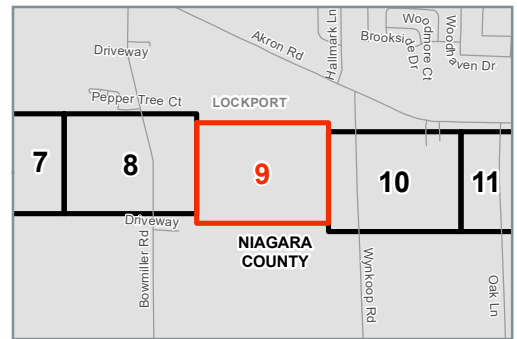 Driveway
Akron Rd
Hallmark Ln
Brookside Dr
Woodmore Ct
Woodhaven Dr
Pepper Tree Ct
LOCKPORT
7
8
9
10
11
Driveway
Bowmiller Rd
NIAGARA
COUNTY
Wynkoop Rd
Oak Ln